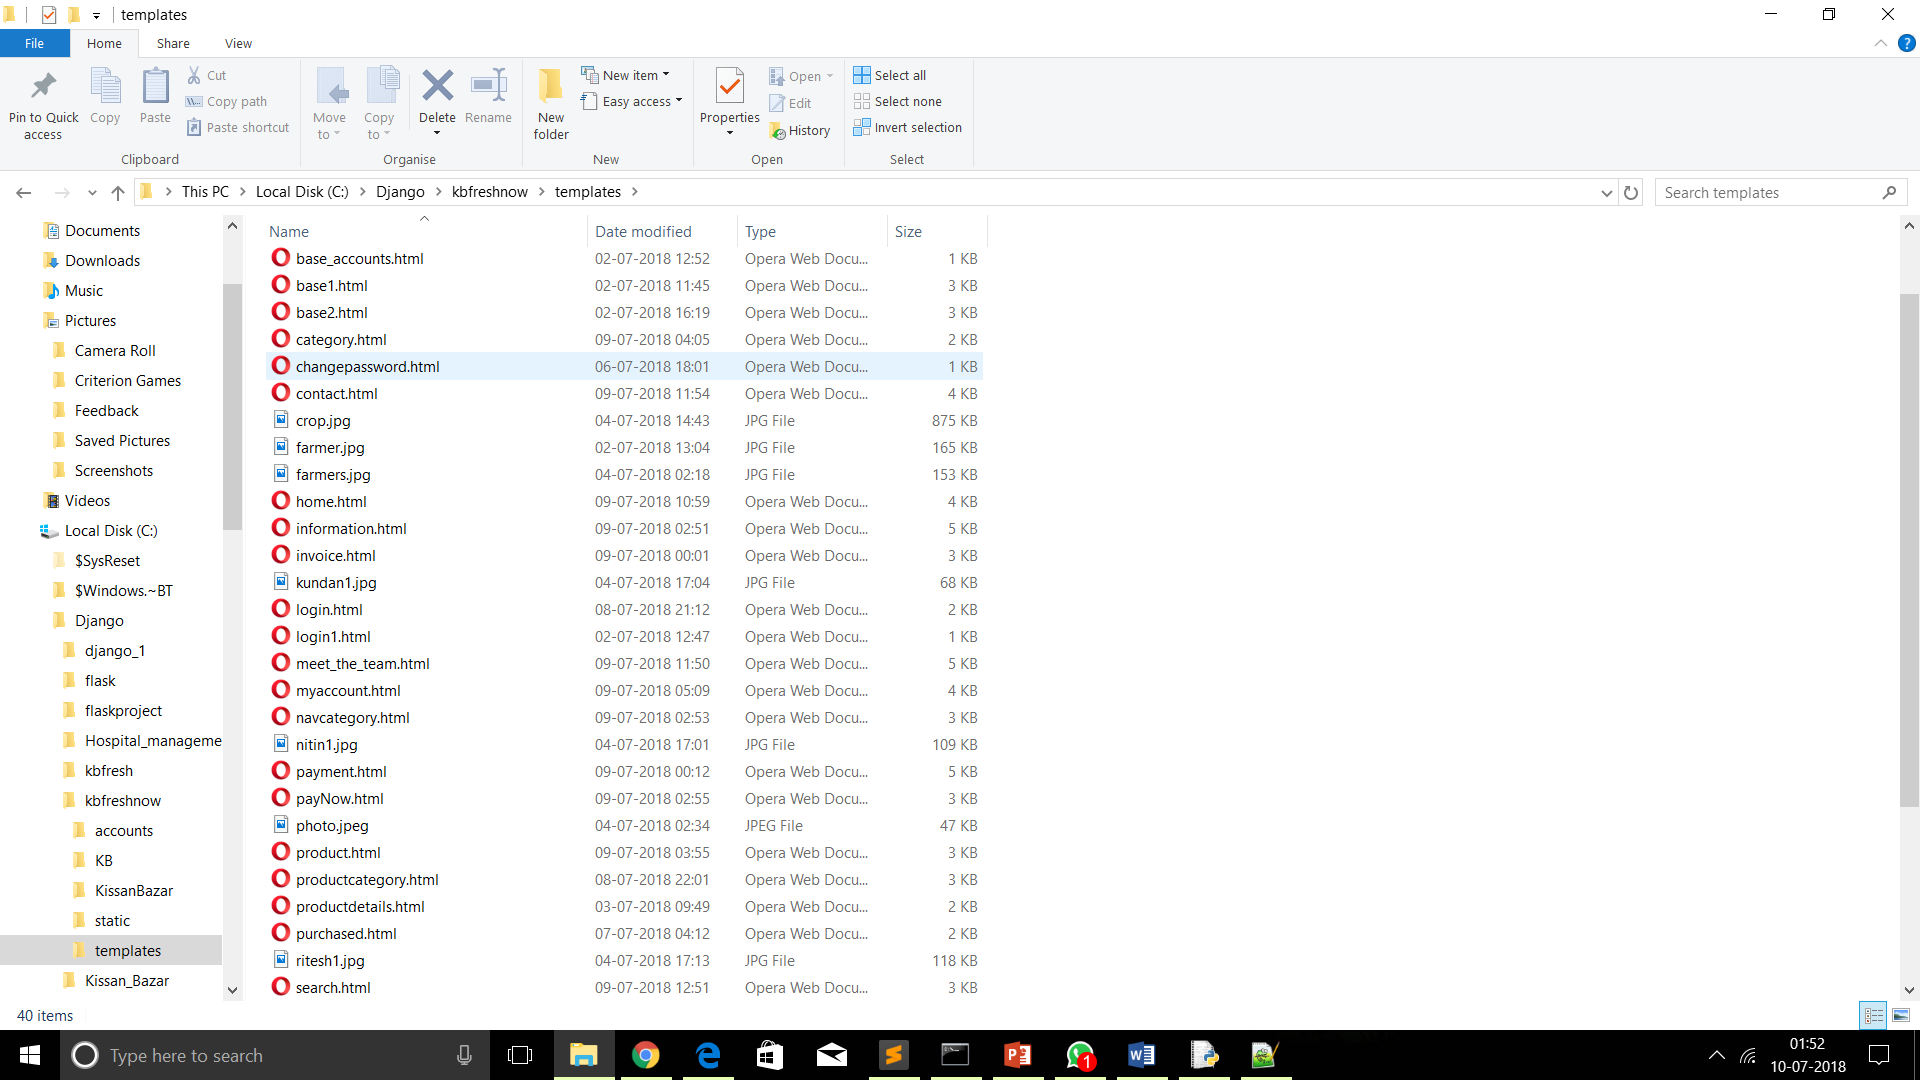 templates
File Home Share View
Pin to Quick access
Copy
Paste
Cut
Copy path
Paste shortcut
Clipboard
Move to
Copy to
Delete
Rename
Organise
New folder
New item
Easy access
New
Properties
Open
Edit
History
Open
Select all
Select none
Invert selection
Select
This PC Local Disk (C:) Django kbfreshnow templates
Search templates
Documents
Downloads
Music
Pictures
Camera Roll
Criterion Games
Feedback
Saved Pictures
Screenshots
Videos
Local Disk (C:)
$SysReset
$Windows.~BT
Django
django_1
flask
flaskproject
Hospital_manageme
kbfresh
kbfreshnow
accounts
KB
KissanBazar
static
templates
Kissan_Bazar
Name Date modified Type Size
base_accounts.html 02-07-2018 12:52 Opera Web Docu... 1 KB
base1.html 02-07-2018 11:45 Opera Web Docu... 3 KB
base2.html 02-07-2018 16:19 Opera Web Docu... 3 KB
category.html 09-07-2018 04:05 Opera Web Docu... 2 KB
changepassword.html 06-07-2018 18:01 Opera Web Docu... 1 KB
contact.html 09-07-2018 11:54 Opera Web Docu... 4 KB
crop.jpg 04-07-2018 14:43 JPG File 875 KB
farmer.jpg 02-07-2018 13:04 JPG File 165 KB
farmers.jpg 04-07-2018 02:18 JPG File 153 KB
home.html 09-07-2018 10:59 Opera Web Docu... 4 KB
information.html 09-07-2018 02:51 Opera Web Docu... 5 KB
invoice.html 09-07-2018 00:01 Opera Web Docu... 3 KB
kundan1.jpg 04-07-2018 17:04 JPG File 68 KB
login.html 08-07-2018 21:12 Opera Web Docu... 2 KB
login1.html 02-07-2018 12:47 Opera Web Docu... 1 KB
meet_the_team.html 09-07-2018 11:50 Opera Web Docu... 5 KB
myaccount.html 09-07-2018 05:09 Opera Web Docu... 4 KB
navcategory.html 09-07-2018 02:53 Opera Web Docu... 3 KB
nitin1.jpg 04-07-2018 17:01 JPG File 109 KB
payment.html 09-07-2018 00:12 Opera Web Docu... 5 KB
payNow.html 09-07-2018 02:55 Opera Web Docu... 3 KB
photo.jpeg 04-07-2018 02:34 JPEG File 47 KB
product.html 09-07-2018 03:55 Opera Web Docu... 3 KB
productcategory.html 08-07-2018 22:01 Opera Web Docu... 3 KB
productdetails.html 03-07-2018 09:49 Opera Web Docu... 2 KB
purchased.html 07-07-2018 04:12 Opera Web Docu... 2 KB
ritesh1.jpg 04-07-2018 17:13 JPG File 118 KB
search.html 09-07-2018 12:51 Opera Web Docu... 3 KB
40 items
Type here to search
1
01:52
10-07-2018